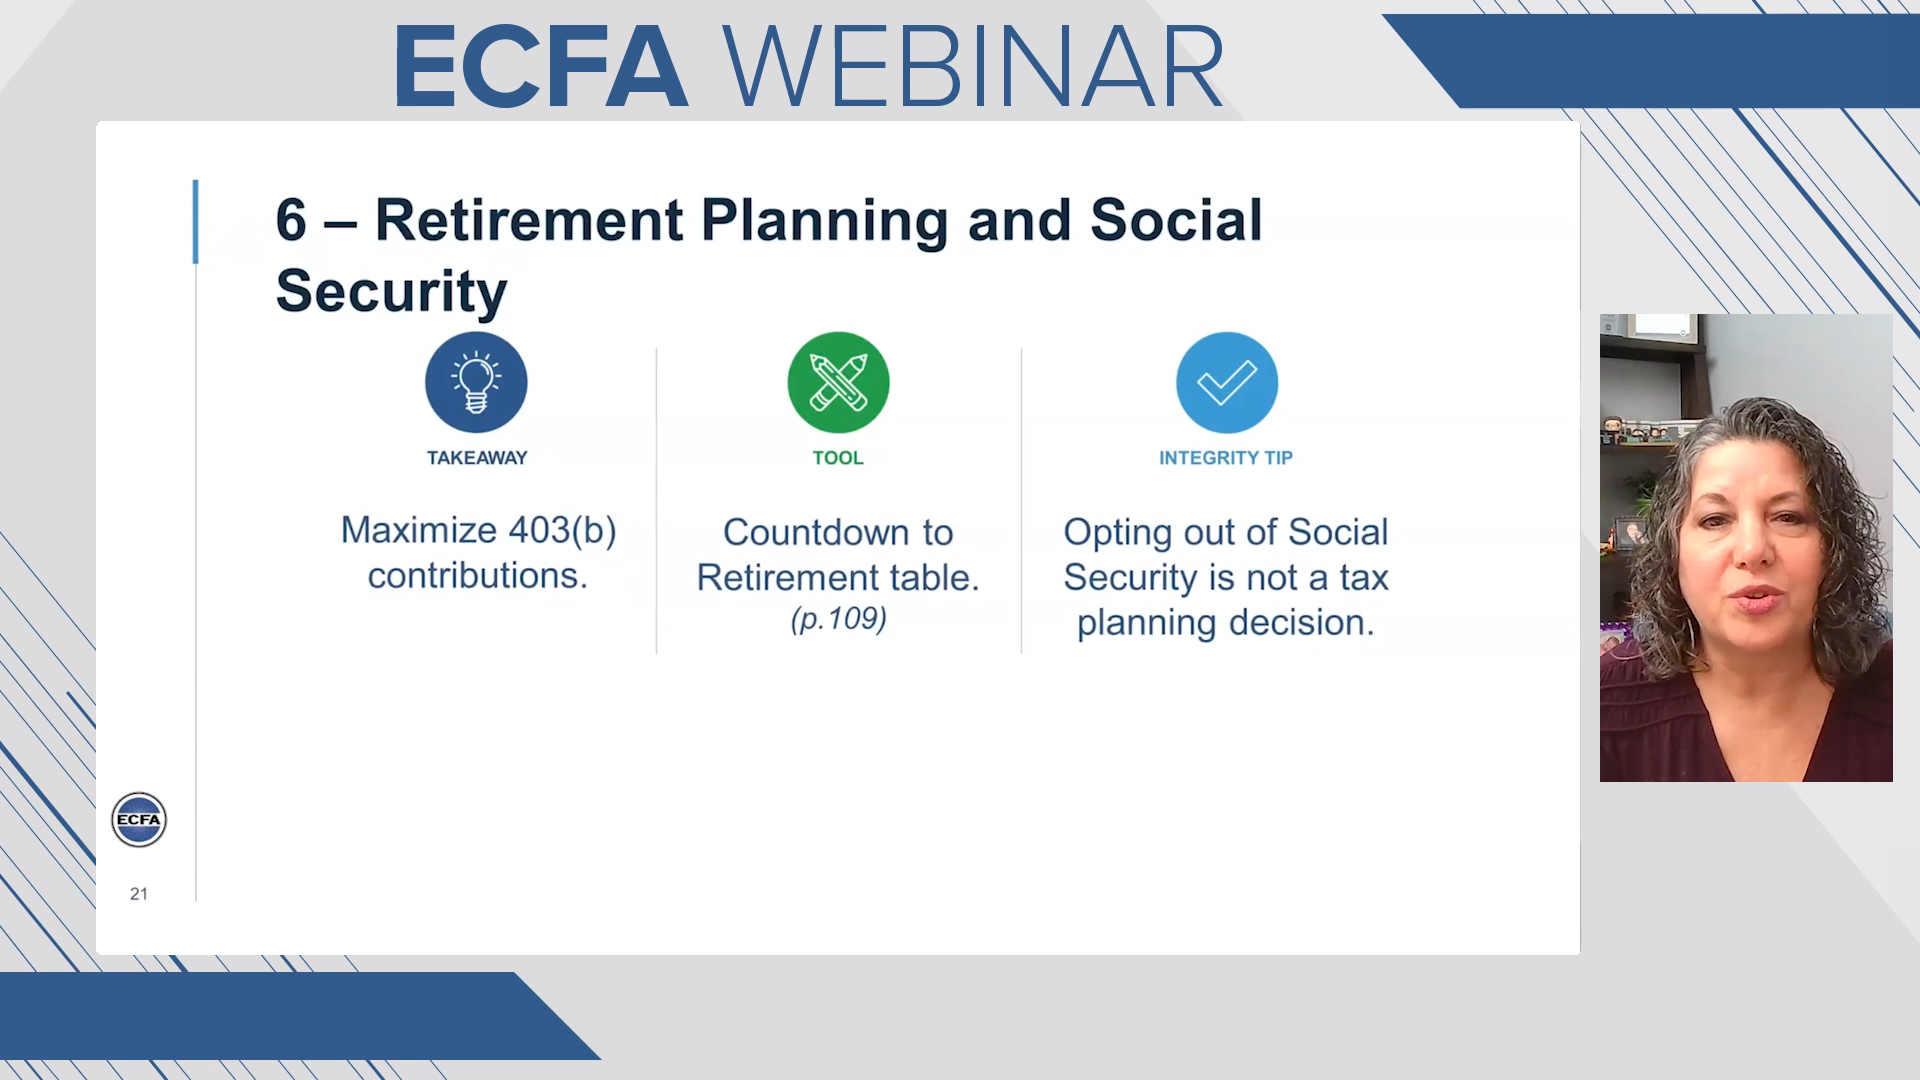 ECFA WEBINAR
6 – Retirement Planning and Social
Security
TAKEAWAY
Maximize 403(b)
contributions.
TOOL
Countdown to
Retirement table.
(p.109)
INTEGRITY TIP
Opting out of Social
Security is not a tax
planning decision.
ECFA
21